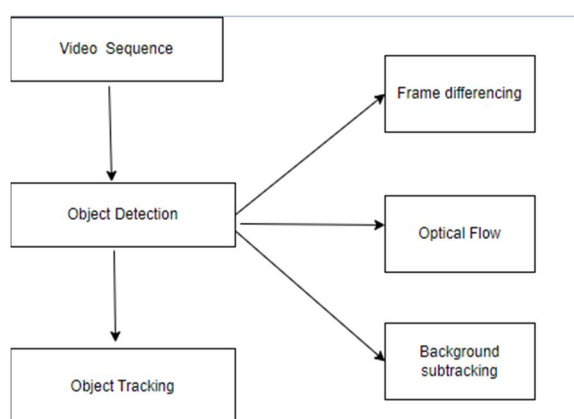 Video Sequence
Frame differencing
Object Detection
Optical Flow
Background
subtracking
Object Tracking